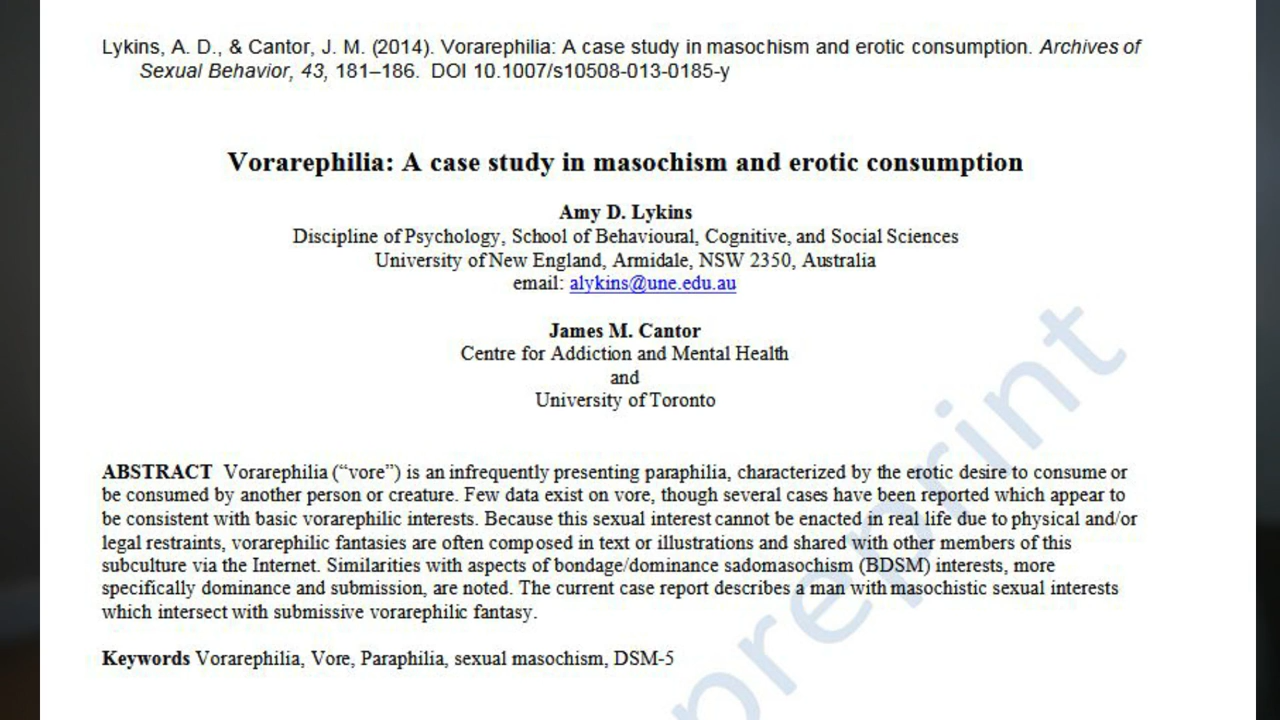 Lykins, A. D., & Cantor, J. M. (2014). Vorarephilia: A case study in masochism and erotic consumption. Archives of
Sexual Behavior, 43, 181–186. DOI 10.1007/s10508-013-0185-y
Vorarephilia: A case study in masochism and erotic consumption
Amy D. Lykins
Discipline of Psychology, School of Behavioural, Cognitive, and Social Sciences
University of New England, Armidale, NSW 2350, Australia
email: alykins@une.edu.au
James M. Cantor
Centre for Addiction and Mental Health
and
University of Toronto
ABSTRACT Vorarephilia (“vore”) is an infrequently presenting paraphilia, characterized by the erotic desire to consume or
be consumed by another person or creature. Few data exist on vore, though several cases have been reported which appear to
be consistent with basic vorarephilic interests. Because this sexual interest cannot be enacted in real life due to physical and/or
legal restraints, vorarephilic fantasies are often composed in text or illustrations and shared with other members of this
subculture via the Internet. Similarities with aspects of bondage/dominance sadomasochism (BDSM) interests, more
specifically dominance and submission, are noted. The current case report describes a man with masochistic sexual interests
which intersect with submissive vorarephilic fantasy.
Keywords Vorarephilia, Vore, Paraphilia, sexual masochism, DSM-5
preprint